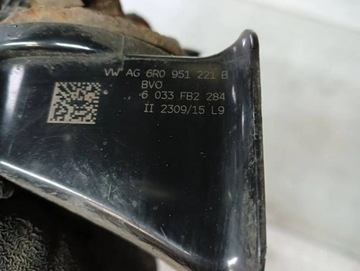 VW AG 6R0 951 221 B
BVO
6 033 FB2 284
II 2309/15 L9